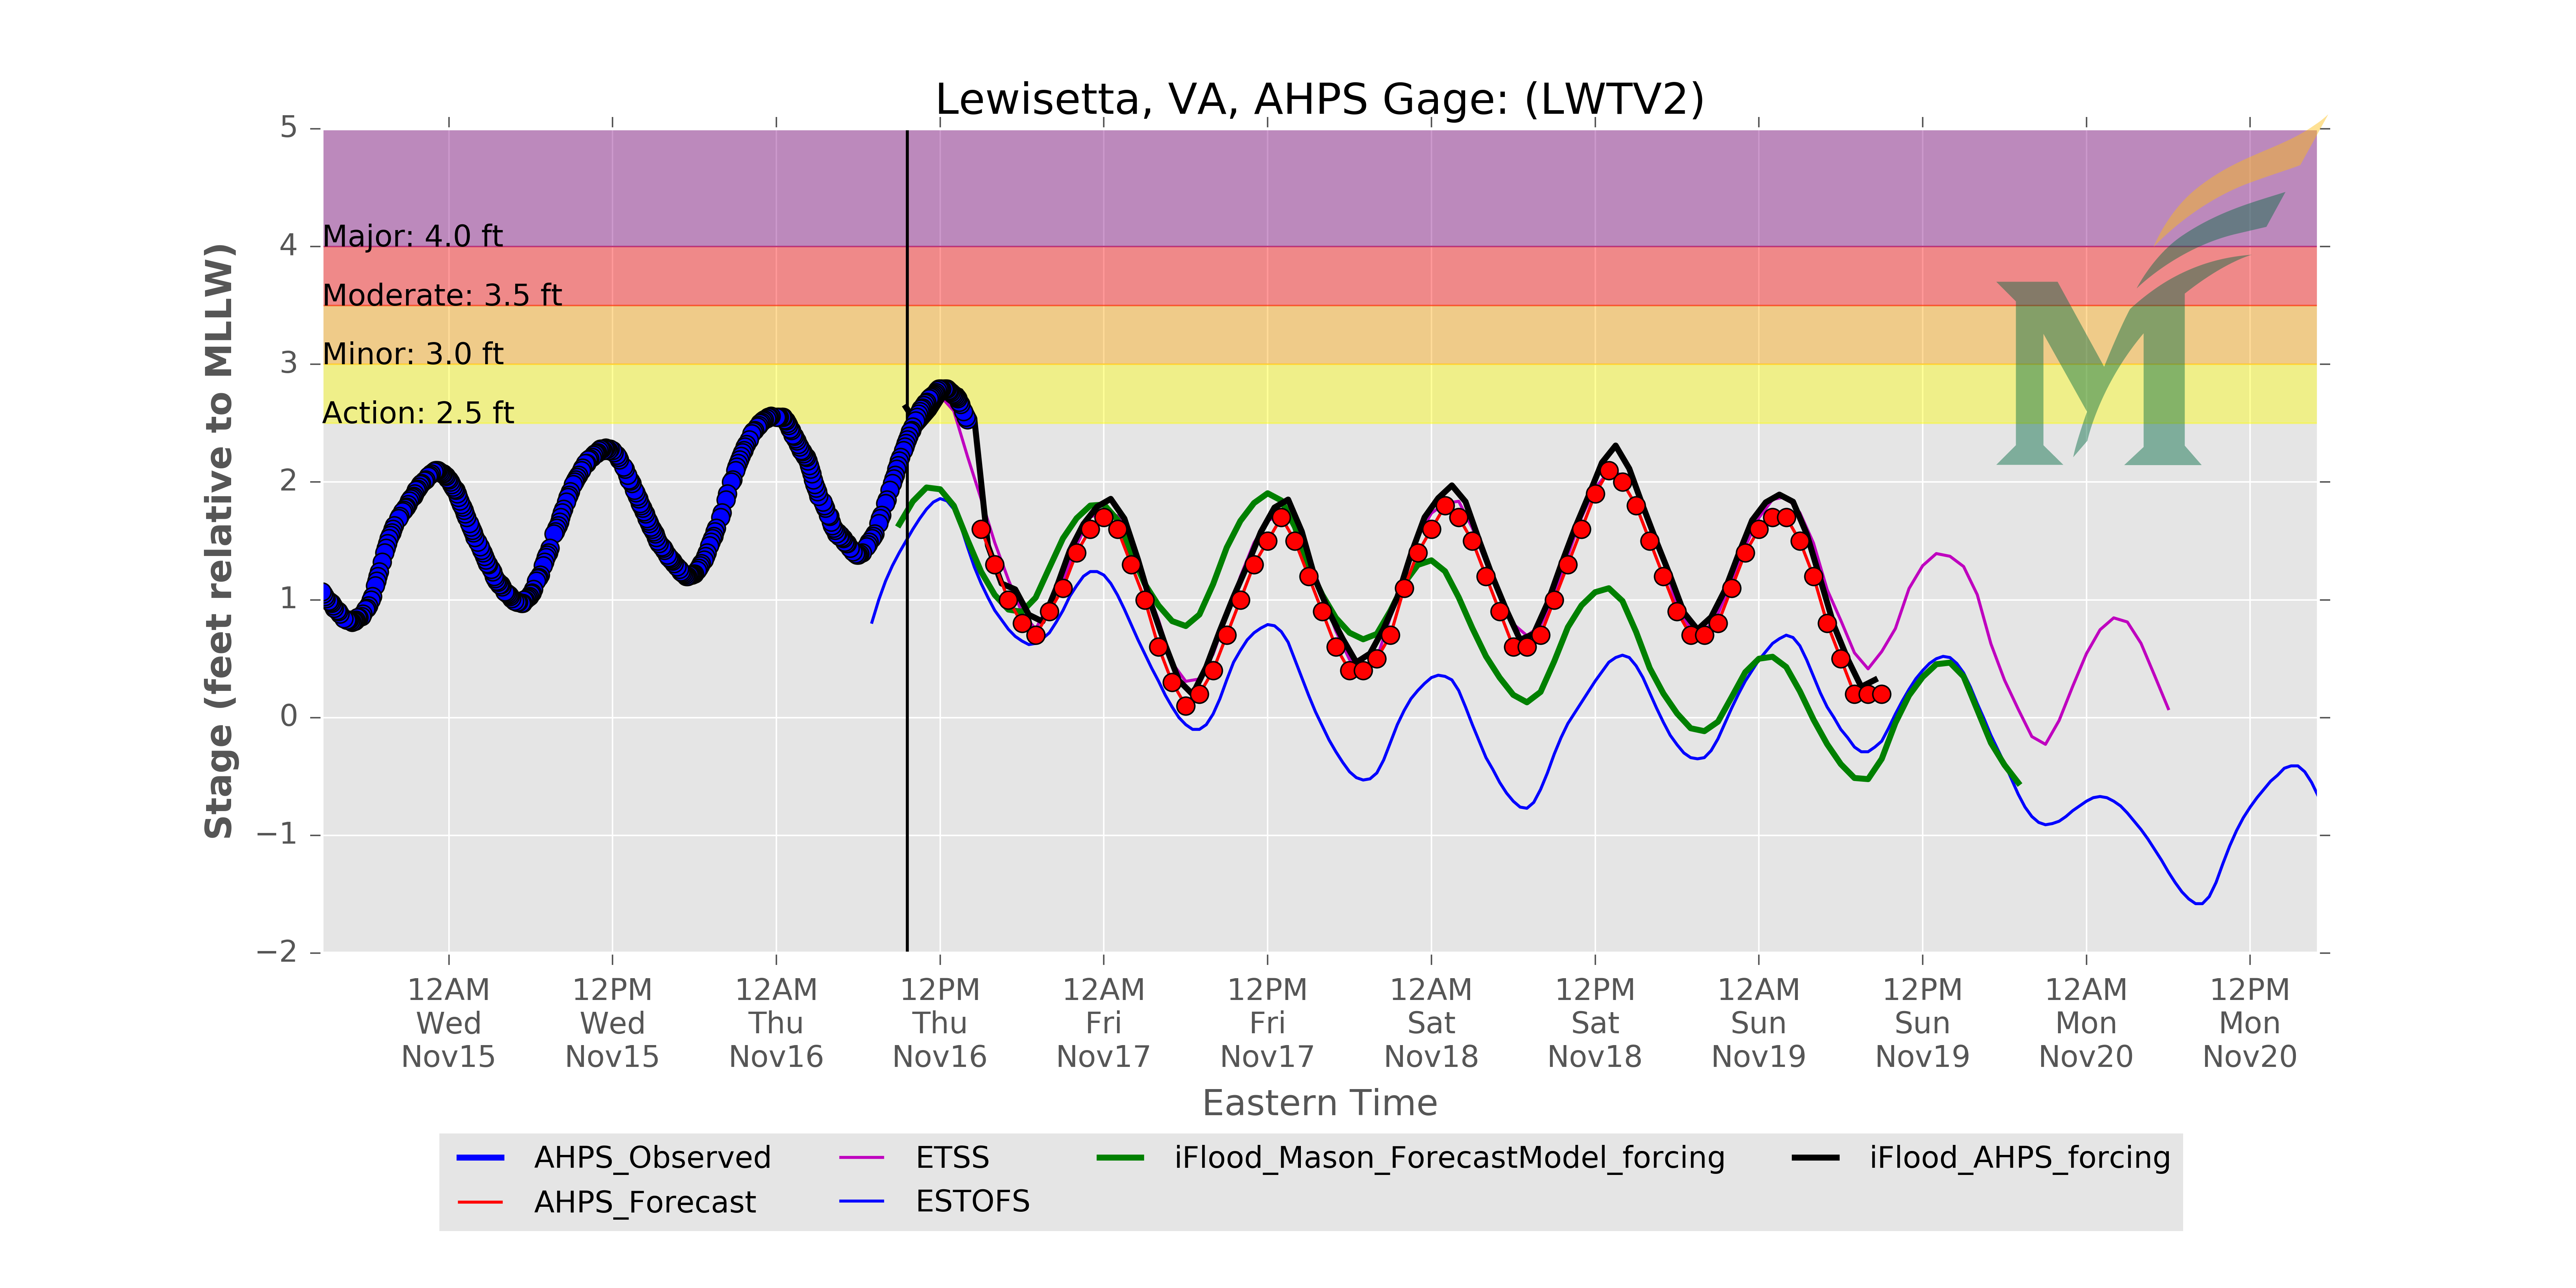 Lewisetta, VA, AHPS Gage: (LWTV2)
5
4
3
2
1
0
−1
−2
Stage (feet relative to MLLW)
Major: 4.0 ft
Moderate: 3.5 ft
Minor: 3.0 ft
Action: 2.5 ft
M
12AM 12PM 12AM 12PM 12AM 12PM 12AM 12PM 12AM 12PM 12AM 12PM
Wed Wed Thu Thu Fri Fri Sat Sat Sun Sun Mon Mon
Nov15 Nov15 Nov16 Nov16 Nov17 Nov17 Nov18 Nov18 Nov19 Nov19 Nov20 Nov20
Eastern Time
AHPS_Observed ETSS iFlood_Mason_ForecastModel_forcing iFlood_AHPS_forcing
AHPS_Forecast ESTOFS